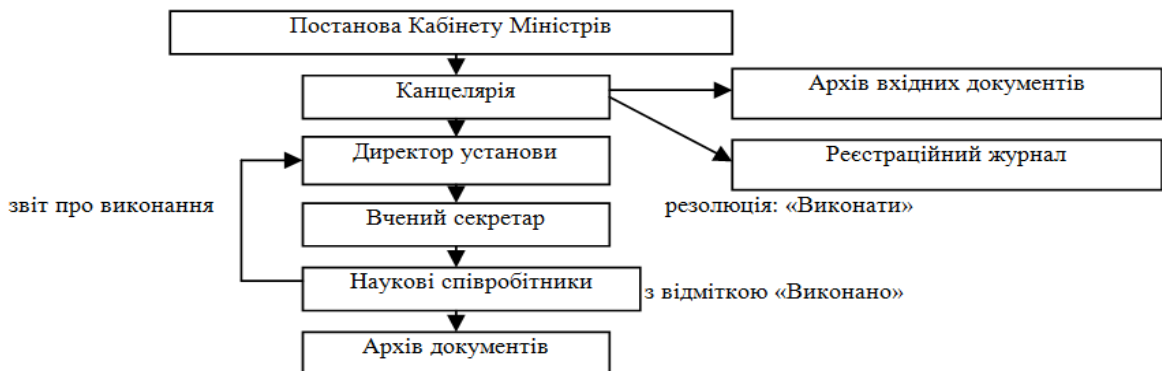 Постанова Кабінету Міністрів
Канцелярія
Архів вхідних документів
Директор установи
Реєстраційний журнал
звіт про виконання
Вчений секретар
резолюція: «Виконати»
Наукові співробітники
з відміткою «Виконано»
Архів документів